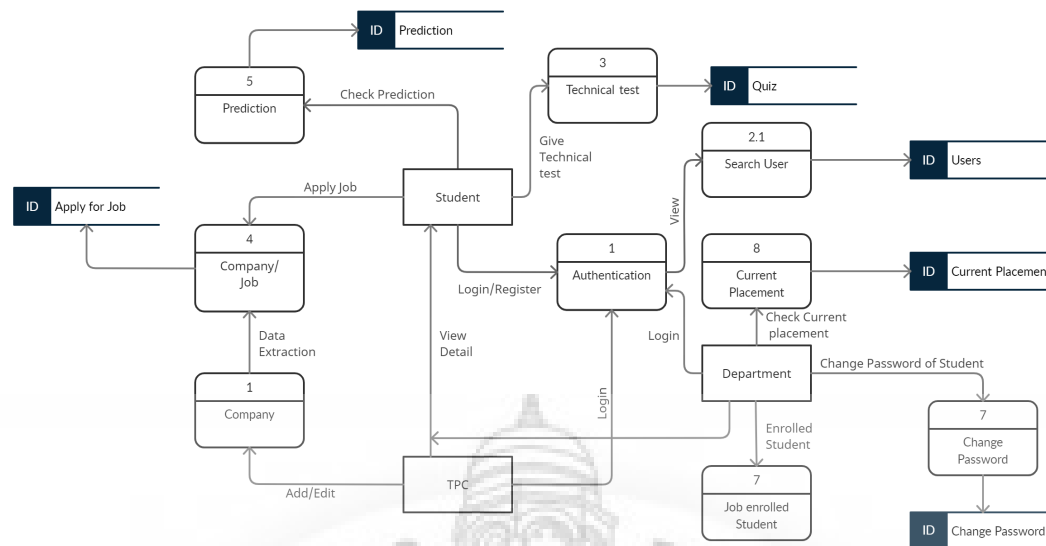 ID Prediction
5
Prediction
Check Prediction
3
Technical test
ID Quiz
Give
Technical
test
2.1
Search User
ID Users
Student
Apply Job
ID Apply for Job
4
Company/
Job
View
1
Authentication
Login/Register
8
Current
Placement
ID Current Placemen
Check Current
placement
Login
Data
Extraction
View
Detail
Department
Change Password of Student
1
Company
Login
Enrolled
Student
7
Change
Password
TPC
Add/Edit
7
Job enrolled
Student
ID Change Password